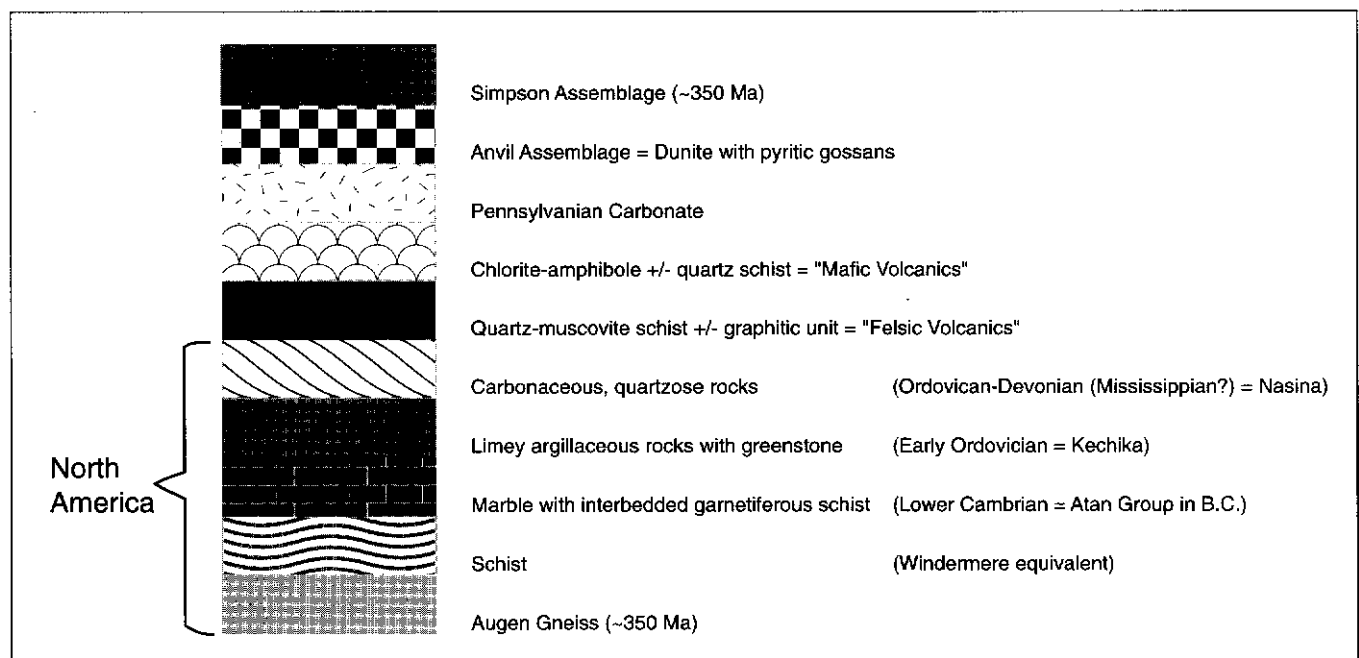 Simpson Assemblage (~350 Ma)
Anvil Assemblage = Dunite with pyritic gossans
Pennsylvanian Carbonate
Chlorite-amphibole +/- quartz schist = "Mafic Volcanics"
Quartz-muscovite schist +/- graphitic unit = "Felsic Volcanics"
Carbonaceous, quartzose rocks (Ordovican-Devonian (Mississippian?) = Nasina)
Limey argillaceous rocks with greenstone (Early Ordovician = Kechika)
North
America
Marble with interbedded garnetiferous schist (Lower Cambrian = Atan Group in B.C.)
Schist (Windermere equivalent)
Augen Gneiss (~350 Ma)